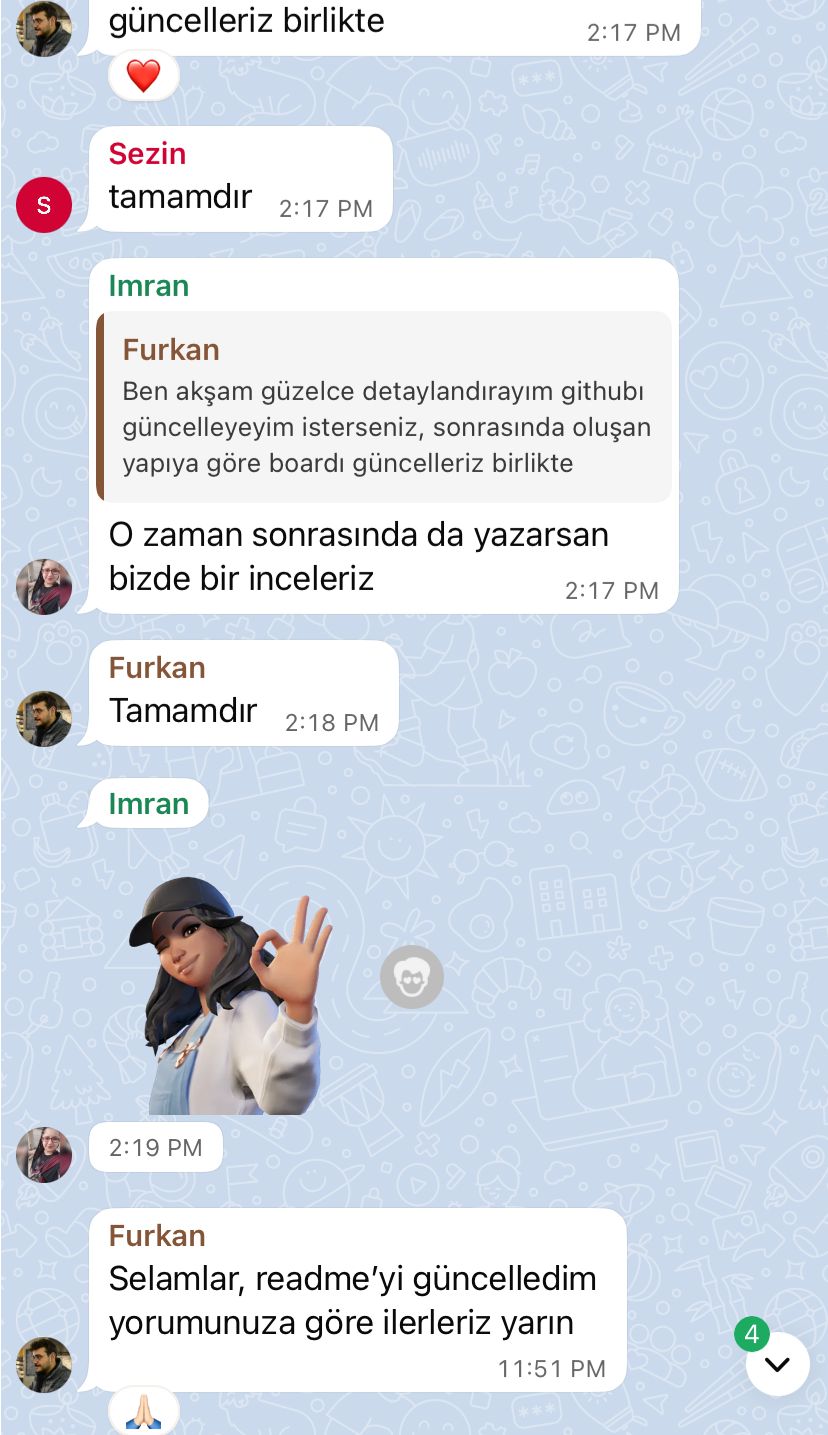 güncelleriz birlikte
2:17 PM
Sezin
S
tamamdır
2:17 PM
Imran
Furkan
Ben akşam güzelce detaylandırayım githubı
güncelleyeyim isterseniz, sonrasında oluşan
yapıya göre boardı güncelleriz birlikte
O zaman sonrasında da yazarsan
bizde bir inceleriz
2:17 PM
Furkan
Tamamdır
2:18 PM
Imran
2:19 PM
Furkan
Selamlar, readme’yi güncelledim
yorumunuza göre ilerleriz yarın
11:51 PM
4